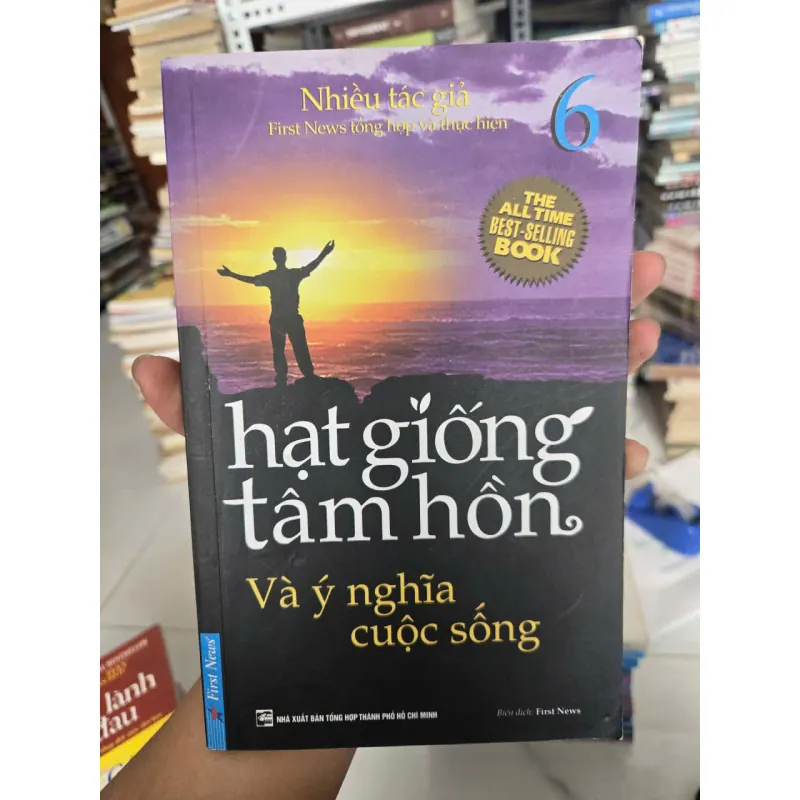 Nhiều tác giả
First News tổng hợp và thực hiện
6
THE
ALL TIME
BEST-SELLING
BOOK
hạt giống
tâm hồn
Và ý nghĩa
cuộc sống
First News
NHÀ XUẤT BẢN TỔNG HỢP THÀNH PHỐ HỒ CHÍ MINH
Biên dịch: First News
lành
đau